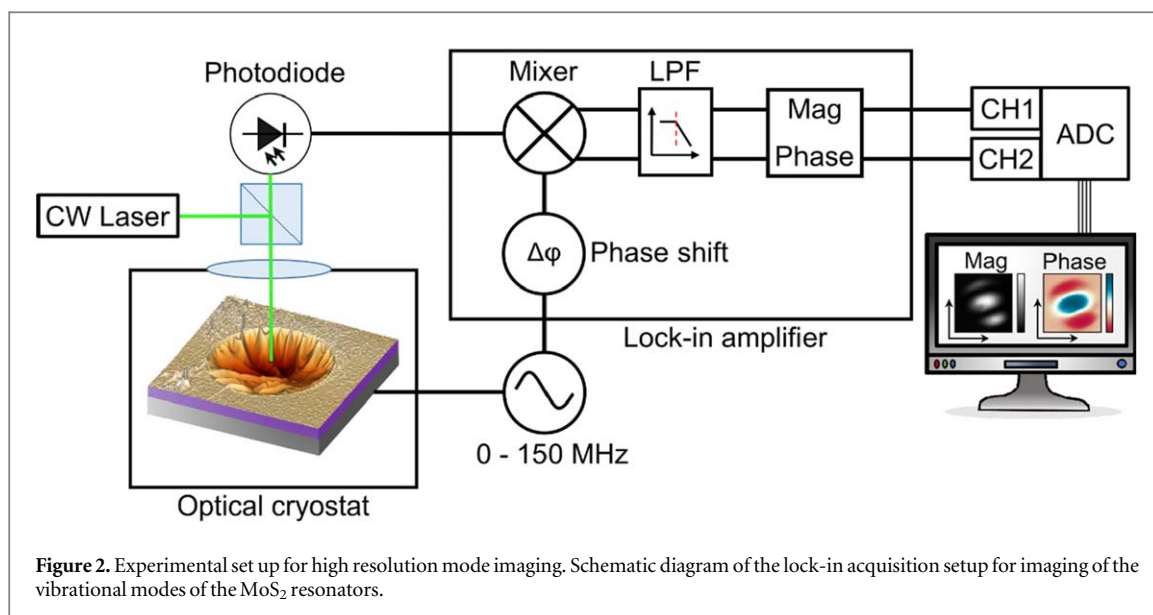 Photodiode
Mixer
LPF
Mag
Phase
CH1
CH2
ADC
CW Laser
Δφ
Phase shift
Mag
Phase
Lock-in amplifier
0 - 150 MHz
Optical cryostat
Figure 2. Experimental set up for high resolution mode imaging. Schematic diagram of the lock-in acquisition setup for imaging of the
vibrational modes of the MoS₂ resonators.